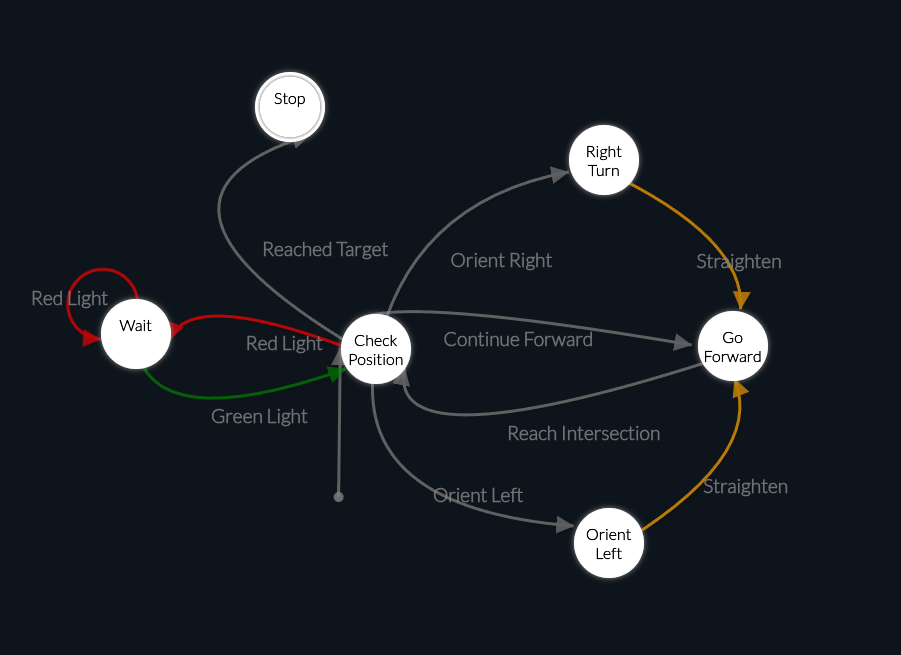 Stop
Right
Turn
Reached Target
Orient Right
Straighten
Red Light
Wait
Red Light
Check
Position
Continue Forward
Go
Forward
Green Light
Reach Intersection
Orient Left
Straighten
Orient
Left